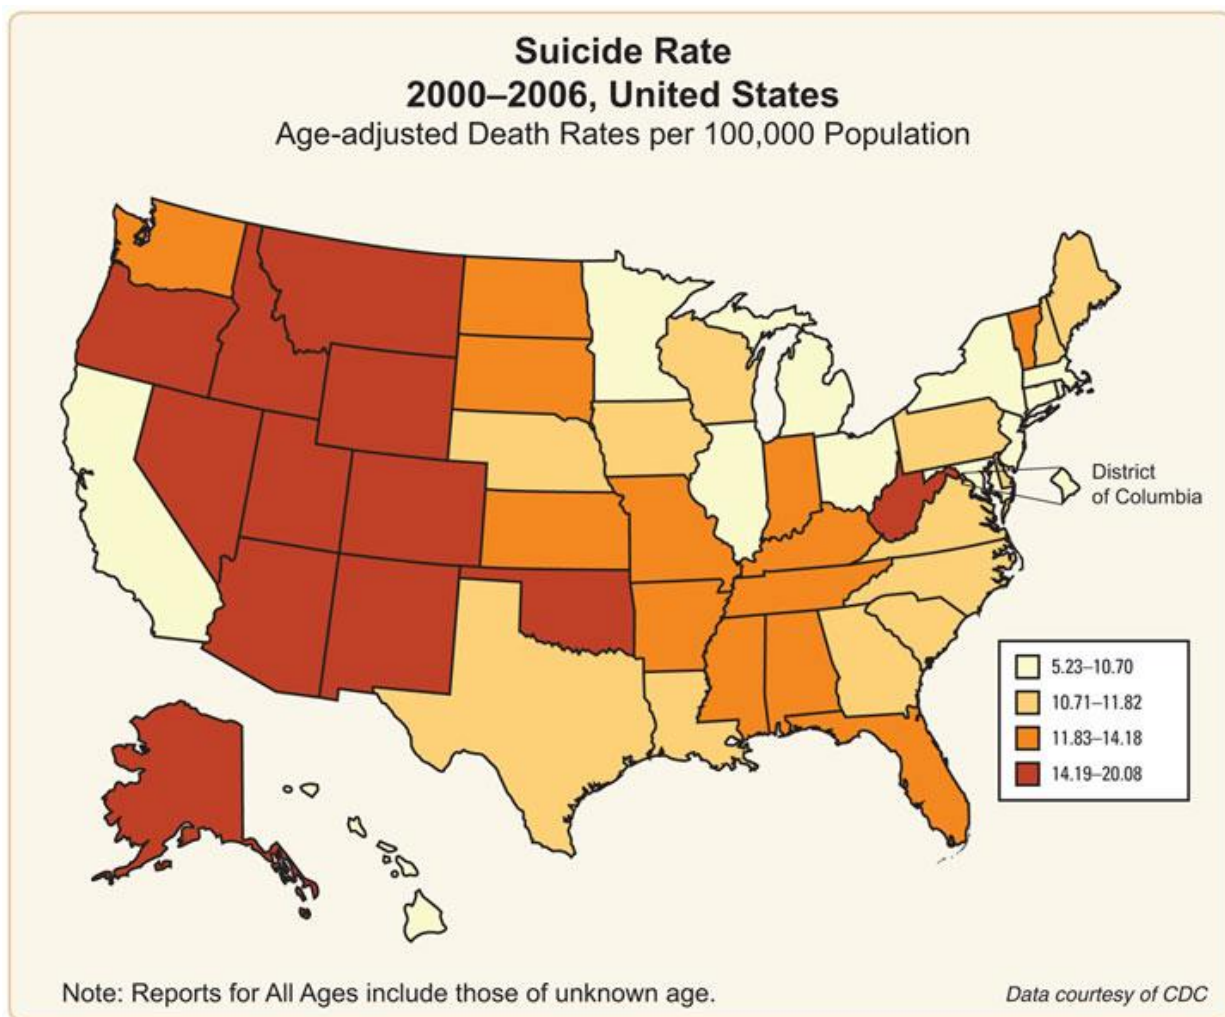 Suicide Rate
2000–2006, United States
Age-adjusted Death Rates per 100,000 Population
District
of Columbia
5.23–10.70
10.71–11.82
11.83–14.18
14.19–20.08
Note: Reports for All Ages include those of unknown age.
Data courtesy of CDC